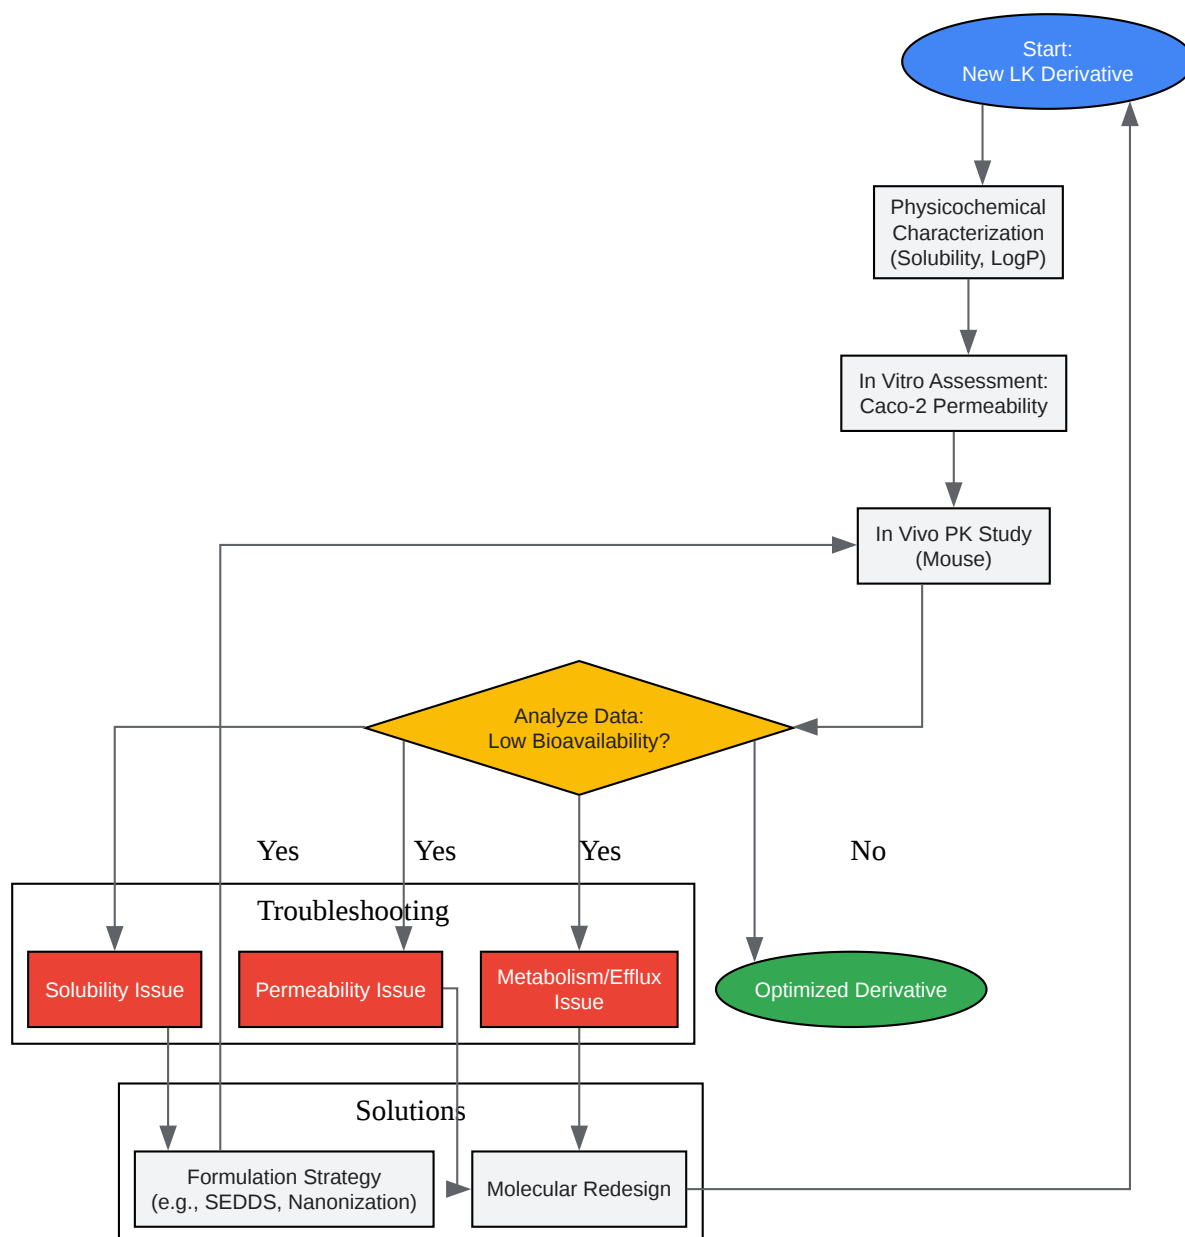 Start:
New LK Derivative
Physicochemical
Characterization
(Solubility, LogP)
In Vitro Assessment:
Caco-2 Permeability
In Vivo PK Study
(Mouse)
Analyze Data:
Low Bioavailability?
Yes
Yes
Yes
No
Troubleshooting
Solubility Issue
Permeability Issue
Metabolism/Efflux
Issue
Optimized Derivative
Solutions
Formulation Strategy
(e.g., SEDDS, Nanonization)
Molecular Redesign